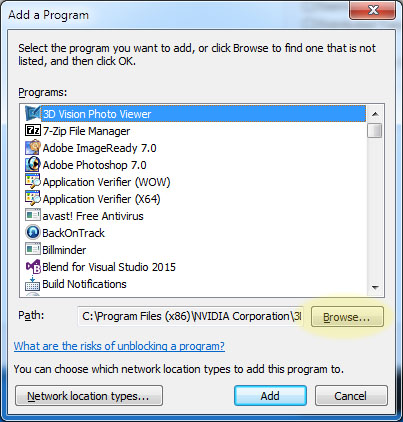 Add a Program
Select the program you want to add, or click Browse to find one that is not
listed, and then click OK.
Programs:
3D Vision Photo Viewer
7-Zip File Manager
Adobe ImageReady 7.0
Adobe Photoshop 7.0
Application Verifier (WOW)
Application Verifier (X64)
avast! Free Antivirus
BackOnTrack
Billminder
Blend for Visual Studio 2015
Build Notifications
Path: C:\Program Files (x86)\NVIDIA Corporation\3 Browse...
What are the risks of unblocking a program?
You can choose which network location types to add this program to.
Network location types... Add Cancel